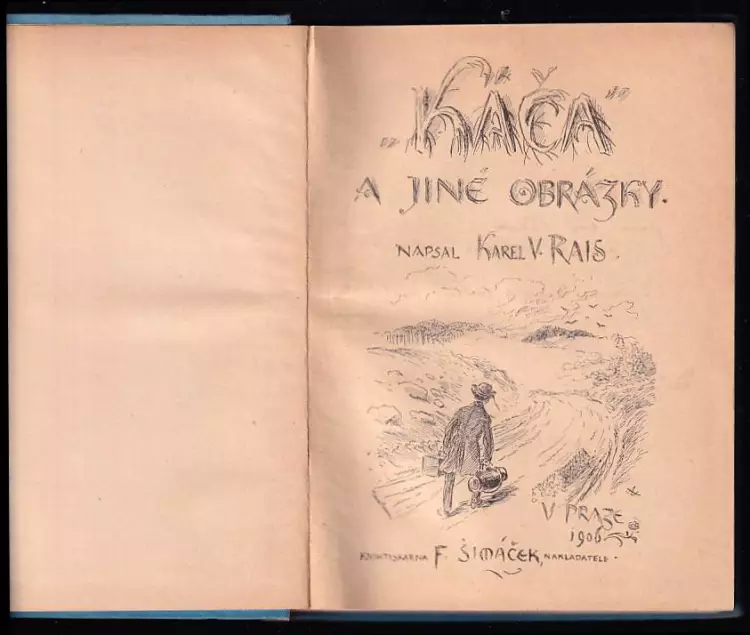 „KÁČA“
A JINÉ OBRÁZKY.
NAPSAL KAREL V. RAIS.
V PRAZE
1906
KNIHTISKÁRNA F. ŠIMÁČEK, NAKLADATEL.